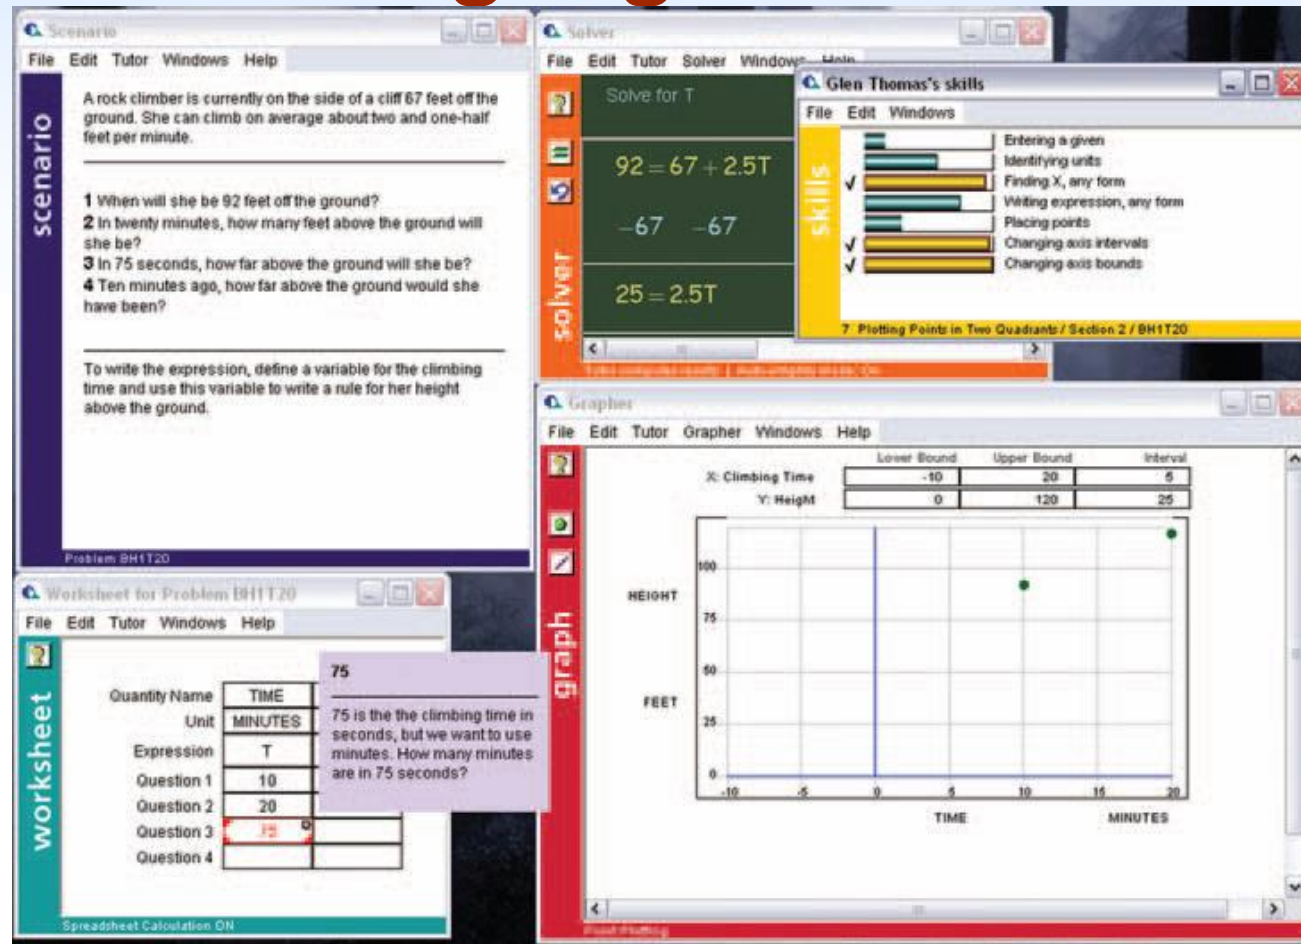 Scenario
File Edit Tutor Windows Help
scenario
A rock climber is currently on the side of a cliff 67 feet off the
ground. She can climb on average about two and one-half
feet per minute.
1 When will she be 92 feet off the ground?
2 In twenty minutes, how many feet above the ground will
she be?
3 In 75 seconds, how far above the ground will she be?
4 Ten minutes ago, how far above the ground would she
have been?
To write the expression, define a variable for the climbing
time and use this variable to write a rule for her height
above the ground.
Problem BH1T20
Solver
File Edit Tutor Solver Windows Help
solver
Solve for T
92 = 67 + 2.5T
-67 -67
25 = 2.5T
Glen Thomas's skills
File Edit Windows
skills
Entering a given
Identifying units
Finding X, any form
Writing expression, any form
Placing points
Changing axis intervals
Changing axis bounds
7 Plotting Points in Two Quadrants / Section 2 / BH1T20
Worksheet for Problem BH1T20
File Edit Tutor Windows Help
worksheet
Quantity Name TIME
Unit MINUTES
Expression T
Question 1 10
Question 2 20
Question 3 75
Question 4
Spreadsheet Calculation ON
75
75 is the the climbing time in
seconds, but we want to use
minutes. How many minutes
are in 75 seconds?
Grapher
File Edit Tutor Grapher Windows Help
graph
Lower Bound Upper Bound Interval
X: Climbing Time -10 20 5
Y: Height 0 120 25
HEIGHT
FEET
100
75
50
25
0
-10 -5 0 5 10 15 20
TIME MINUTES
Point Plotting